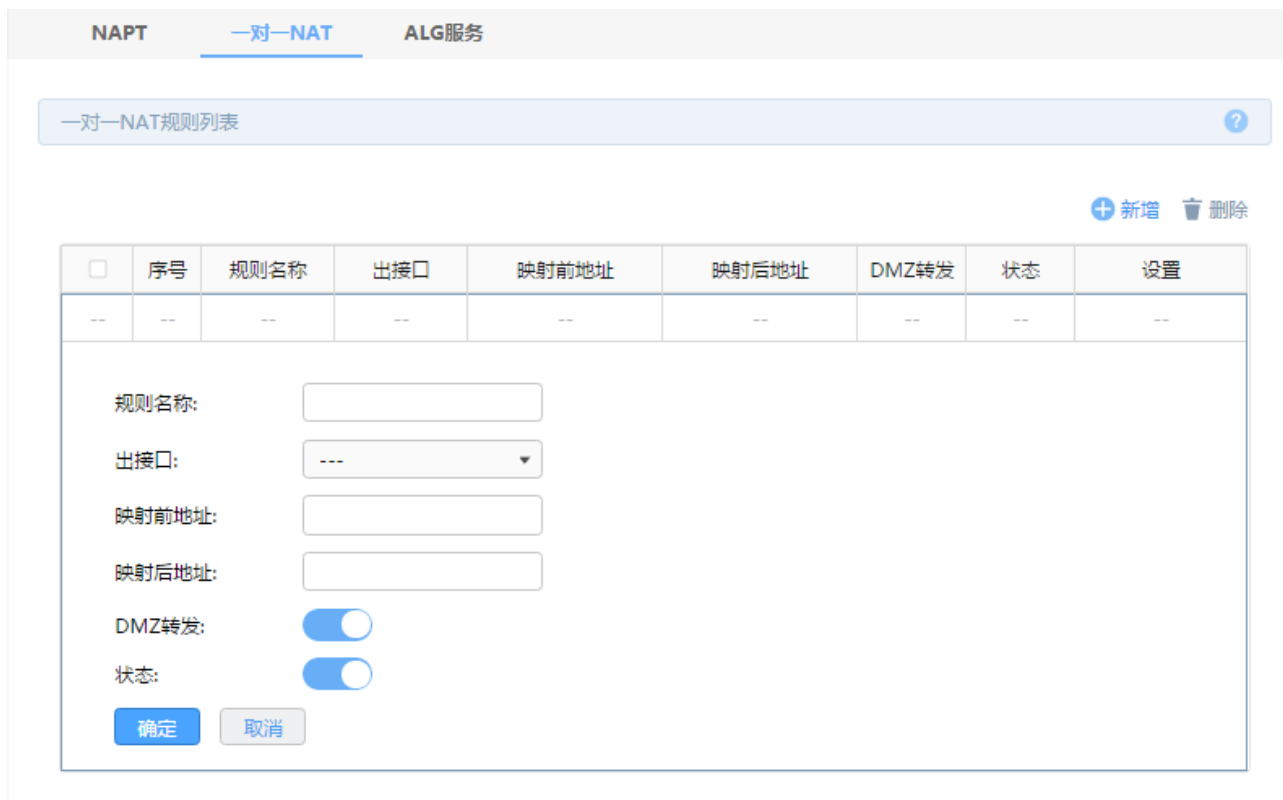 NAPT 一对一NAT ALG服务
一对一NAT规则列表 ?
新增 删除
序号 规则名称 出接口 映射前地址 映射后地址 DMZ转发 状态 设置
-- -- -- -- -- -- -- -- --
规则名称:
出接口: ---
映射前地址:
映射后地址:
DMZ转发:
状态:
确定 取消